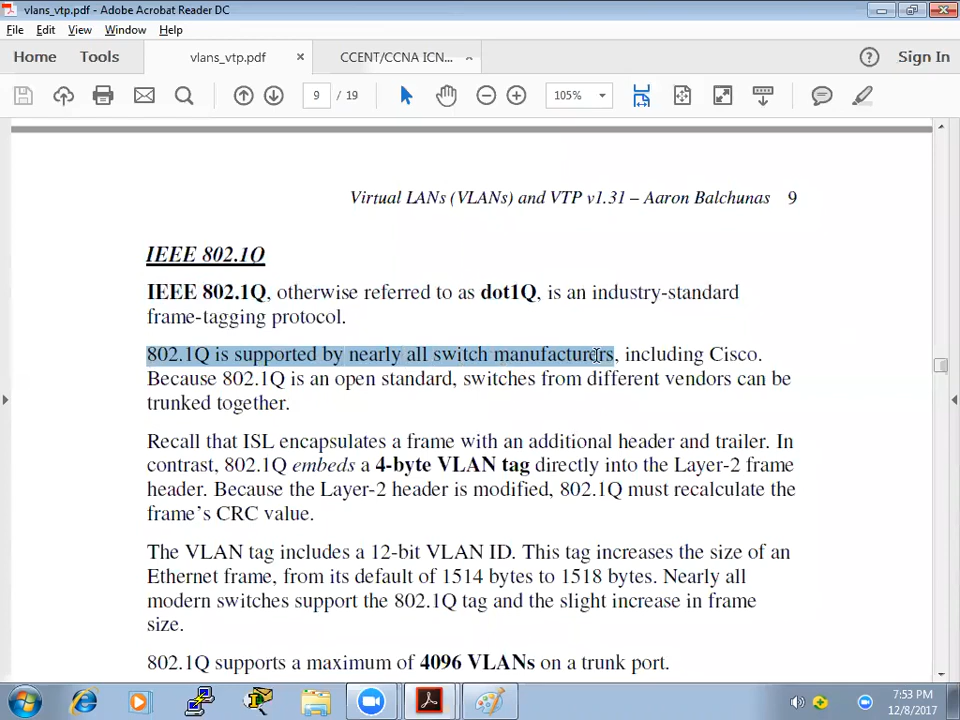 vlans_vtp.pdf - Adobe Acrobat Reader DC
File Edit View Window Help
Home Tools vlans_vtp.pdf × CCENT/CCNA ICN... Sign In
9 / 19 105%
Virtual LANs (VLANs) and VTP v1.31 – Aaron Balchunas 9
IEEE 802.1Q
IEEE 802.1Q, otherwise referred to as dot1Q, is an industry-standard
frame-tagging protocol.
802.1Q is supported by nearly all switch manufacturers, including Cisco.
Because 802.1Q is an open standard, switches from different vendors can be
trunked together.
Recall that ISL encapsulates a frame with an additional header and trailer. In
contrast, 802.1Q embeds a 4-byte VLAN tag directly into the Layer-2 frame
header. Because the Layer-2 header is modified, 802.1Q must recalculate the
frame’s CRC value.
The VLAN tag includes a 12-bit VLAN ID. This tag increases the size of an
Ethernet frame, from its default of 1514 bytes to 1518 bytes. Nearly all
modern switches support the 802.1Q tag and the slight increase in frame
size.
802.1Q supports a maximum of 4096 VLANs on a trunk port.
7:53 PM
12/8/2017